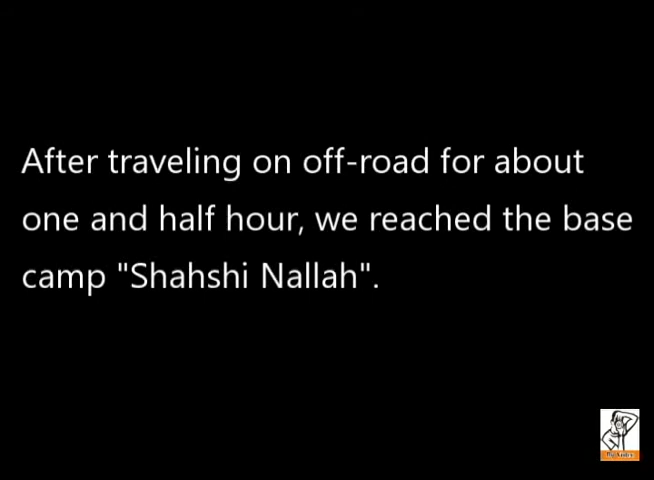 After traveling on off-road for about
one and half hour, we reached the base
camp "Shahshi Nallah".